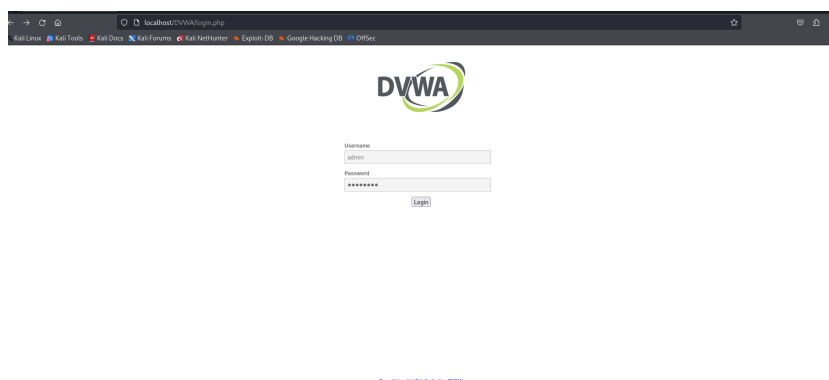 localhost/DVWA/login.php
Kali Linux Kali Tools Kali Docs Kali Forums Kali NetHunter Exploit-DB Google Hacking DB OffSec
DVWA
Username
admin
Password
Login